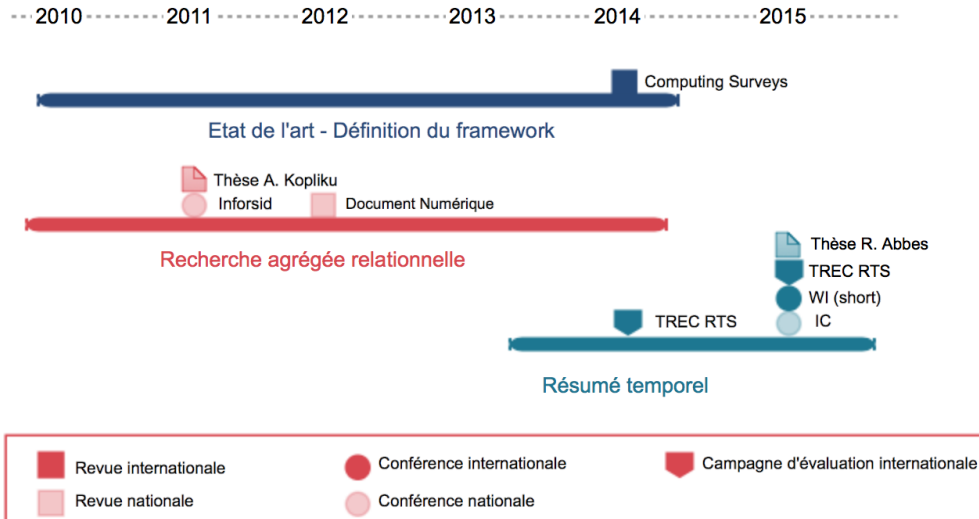 2010 2011 2012 2013 2014 2015
Computing Surveys
Etat de l'art - Définition du framework
Thèse A. Kopliku
Inforsid Document Numérique
Recherche agrégée relationnelle
Thèse R. Abbes
TREC RTS
WI (short)
TREC RTS IC
Résumé temporel
Revue internationale Conférence internationale Campagne d'évaluation internationale
Revue nationale Conférence nationale